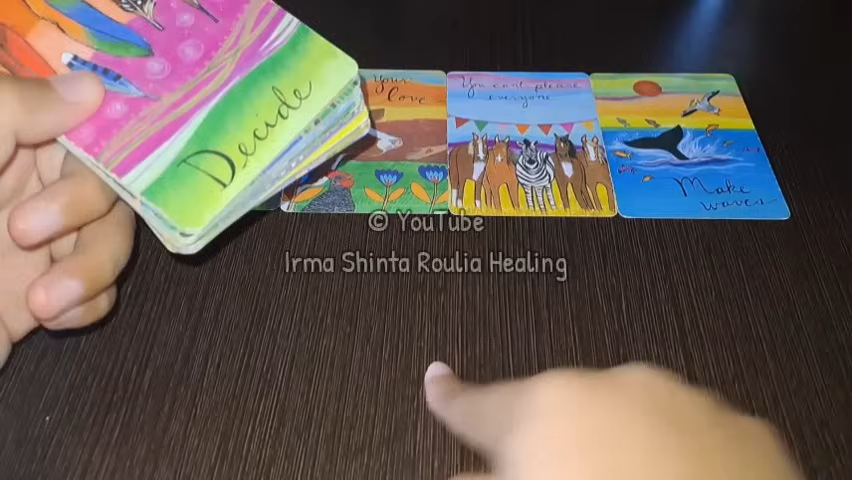 Decide
Your
love
You can't please
everyone
Make
waves
© YouTube
Irma Shinta Roulia Healing